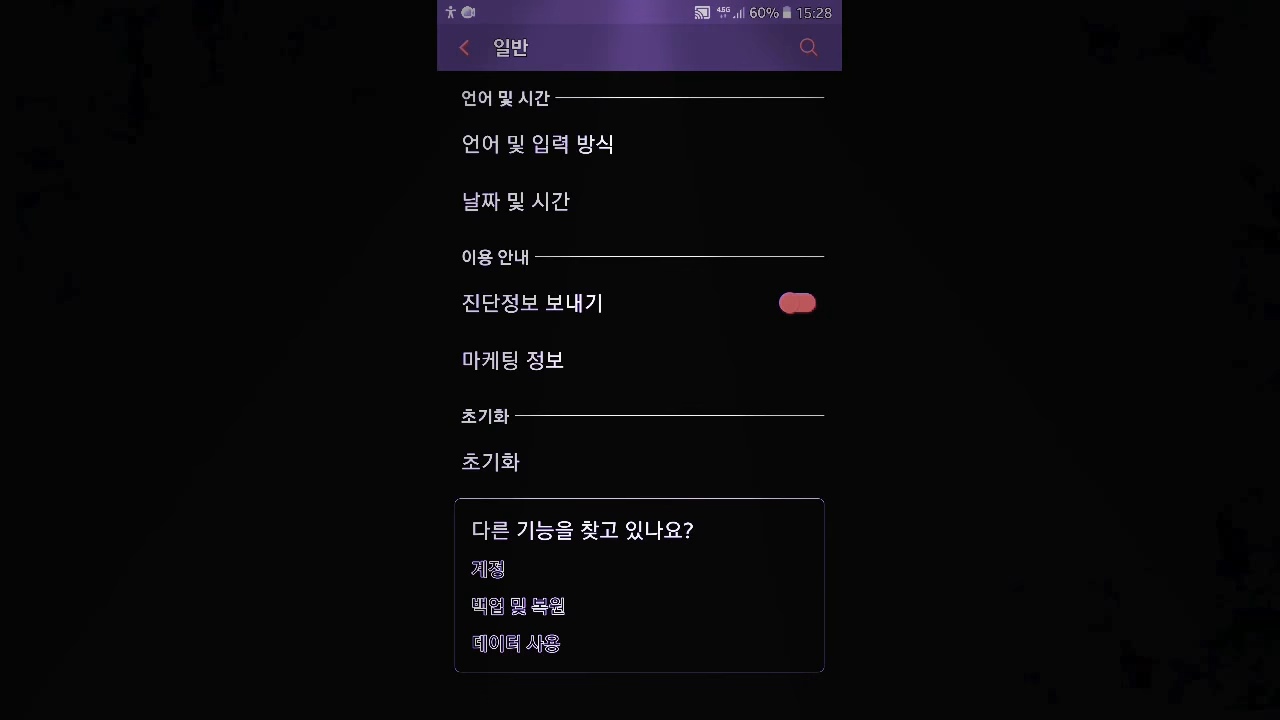 4.5G 60% 15:28
일반
언어 및 시간
언어 및 입력 방식
날짜 및 시간
이용 안내
진단정보 보내기
마케팅 정보
초기화
초기화
다른 기능을 찾고 있나요?
계정
백업 및 복원
데이터 사용